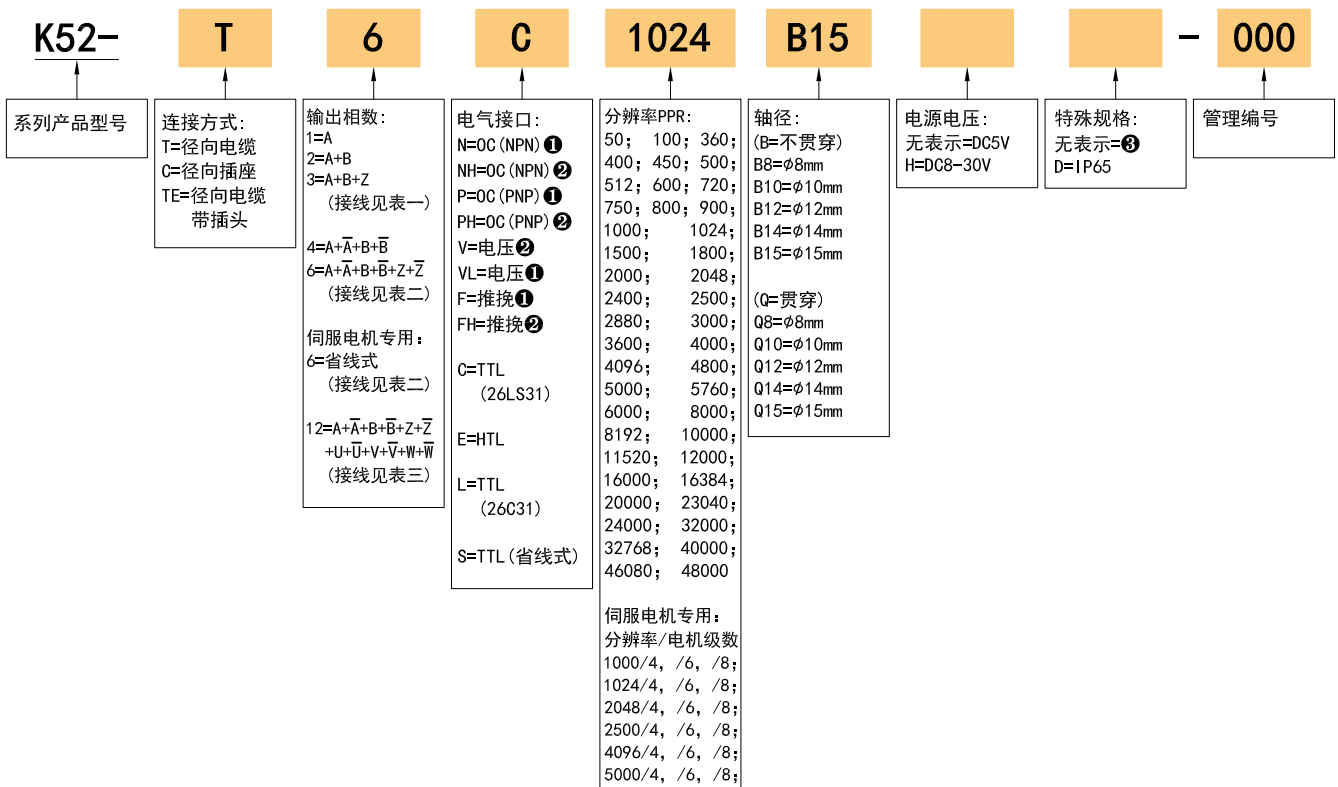 K52- T 6 C 1024 B15 - 000
系列产品型号
连接方式:
T=径向电缆
C=径向插座
TE=径向电缆
带插头
输出相数:
1=A
2=A+B
3=A+B+Z
(接线见表一)
4=A+A̅+B+B̅
6=A+A̅+B+B̅+Z+Z̅
(接线见表二)
伺服电机专用:
6=省线式
(接线见表二)
12=A+A̅+B+B̅+Z+Z̅
+U+U̅+V+V̅+W+W̅
(接线见表三)
电气接口:
N=OC(NPN)❶
NH=OC(NPN)❷
P=OC(PNP)❶
PH=OC(PNP)❷
V=电压❷
VL=电压❶
F=推挽❶
FH=推挽❷
C=TTL
(26LS31)
E=HTL
L=TTL
(26C31)
S=TTL(省线式)
分辨率PPR:
50; 100; 360;
400; 450; 500;
512; 600; 720;
750; 800; 900;
1000; 1024;
1500; 1800;
2000; 2048;
2400; 2500;
2880; 3000;
3600; 4000;
4096; 4800;
5000; 5760;
6000; 8000;
8192; 10000;
11520; 12000;
16000; 16384;
20000; 23040;
24000; 32000;
32768; 40000;
46080; 48000
伺服电机专用:
分辨率/电机级数
1000/4, /6, /8;
1024/4, /6, /8;
2048/4, /6, /8;
2500/4, /6, /8;
4096/4, /6, /8;
5000/4, /6, /8;
轴径:
(B=不贯穿)
B8=φ8mm
B10=φ10mm
B12=φ12mm
B14=φ14mm
B15=φ15mm
(Q=贯穿)
Q8=φ8mm
Q10=φ10mm
Q12=φ12mm
Q14=φ14mm
Q15=φ15mm
电源电压:
无表示=DC5V
H=DC8-30V
特殊规格:
无表示=❸
D=IP65
管理编号